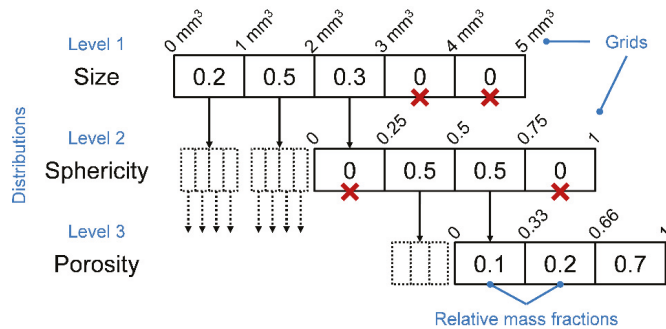 0 mm³ 1 mm³ 2 mm³ 3 mm³ 4 mm³ 5 mm³
Level 1
Grids
Size
0.2 0.5 0.3 0 0
Distributions
Level 2
0 0.25 0.5 0.75 1
Sphericity
0 0.5 0.5 0
Level 3
0 0.33 0.66 1
Porosity
0.1 0.2 0.7
Relative mass fractions